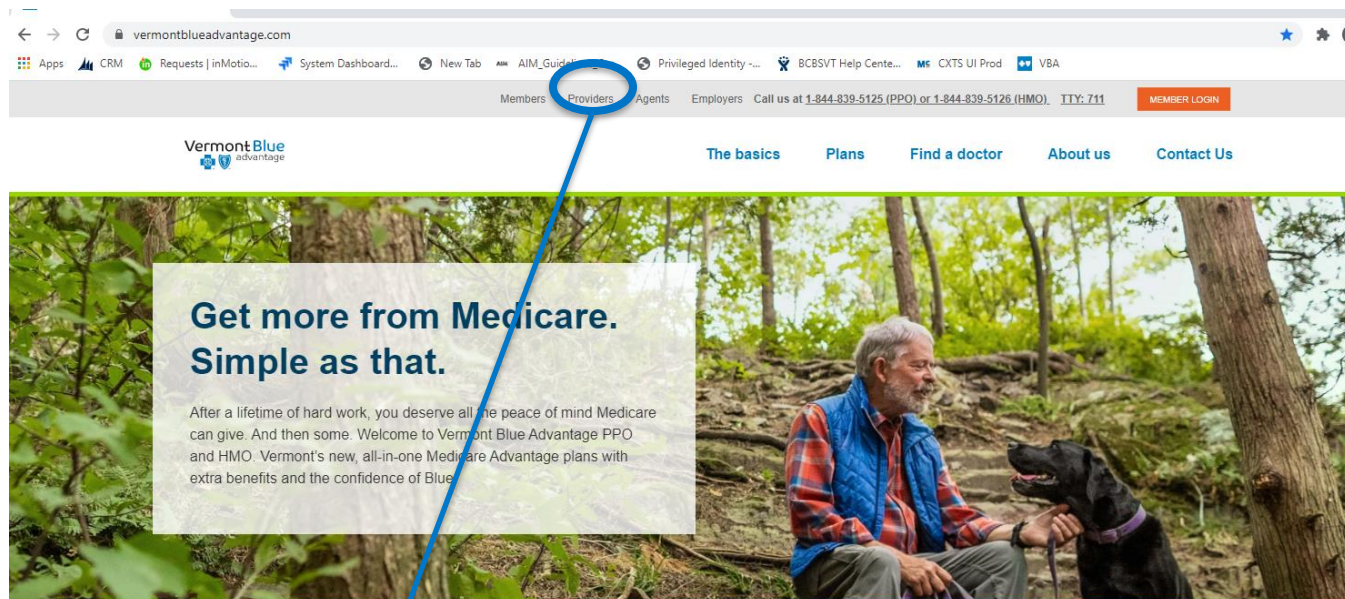 vermontblueadvantage.com
Apps CRM Requests | inMotio... System Dashboard... New Tab AIM_Guideli Privileged Identity -... BCBSVT Help Cente... CXTS UI Prod VBA
Members Providers Agents Employers Call us at 1-844-839-5125 (PPO) or 1-844-839-5126 (HMO) TTY: 711 MEMBER LOGIN
Vermont Blue
advantage
The basics Plans Find a doctor About us Contact Us
Get more from Medicare.
Simple as that.
After a lifetime of hard work, you deserve all the peace of mind Medicare
can give. And then some. Welcome to Vermont Blue Advantage PPO
and HMO. Vermont's new, all-in-one Medicare Advantage plans with
extra benefits and the confidence of Blue.